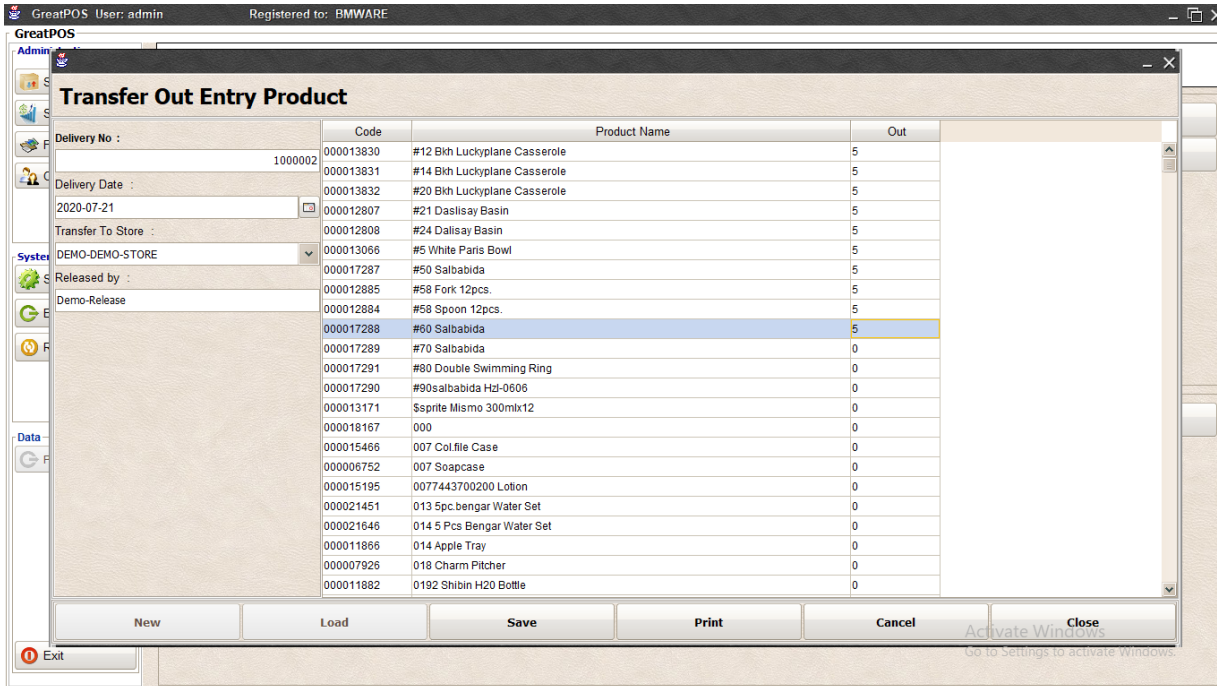 GreatPOS User: admin Registered to: BMWARE
GreatPOS
Transfer Out Entry Product
Delivery No :
1000002
Delivery Date :
2020-07-21
Transfer To Store :
DEMO-DEMO-STORE
Released by :
Demo-Release
Code Product Name Out
000013830 #12 Bkh Luckyplane Casserole 5
000013831 #14 Bkh Luckyplane Casserole 5
000013832 #20 Bkh Luckyplane Casserole 5
000012807 #21 Daslisay Basin 5
000012808 #24 Dalisay Basin 5
000013066 #5 White Paris Bowl 5
000017287 #50 Salbabida 5
000012885 #58 Fork 12pcs. 5
000012884 #58 Spoon 12pcs. 5
000017288 #60 Salbabida 5
000017289 #70 Salbabida 0
000017291 #80 Double Swimming Ring 0
000017290 #90salbabida Hzl-0606 0
000013171 $sprite Mismo 300mlx12 0
000018167 000 0
000015466 007 Col.file Case 0
000006752 007 Soapcase 0
000015195 0077443700200 Lotion 0
000021451 013 5pc.bengar Water Set 0
000021646 014 5 Pcs Bengar Water Set 0
000011866 014 Apple Tray 0
000007926 018 Charm Pitcher 0
000011882 0192 Shibin H20 Bottle 0
New Load Save Print Cancel Close
Data
Exit
Activate Windows
Go to Settings to activate Windows.